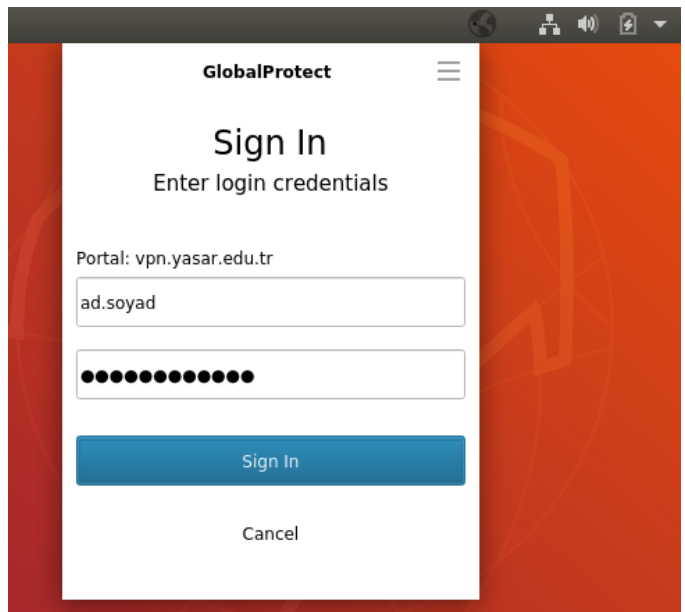 GlobalProtect
Sign In
Enter login credentials
Portal: vpn.yasar.edu.tr
ad.soyad
●●●●●●●●●●●●
Sign In
Cancel